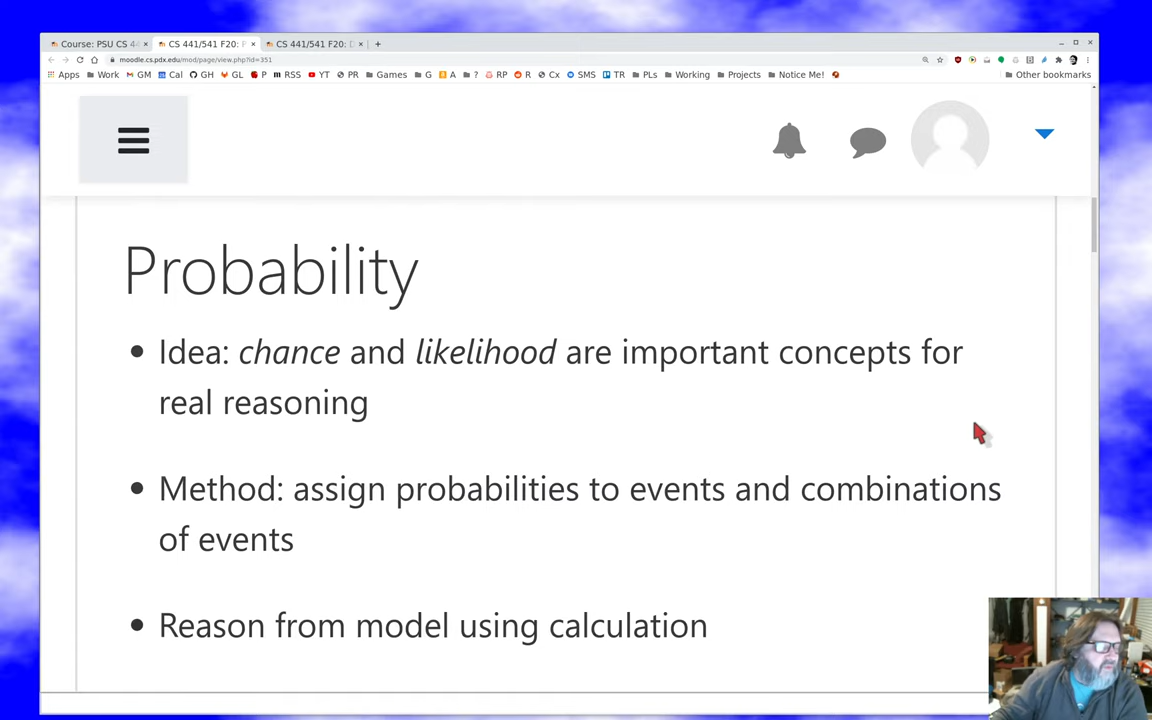 Course: PSU CS 4
CS 441/541 F20: P
CS 441/541 F20: D
moodle.cs.pdx.edu/mod/page/view.php?id=351
Apps Work GM Cal GH GL P RSS YT PR Games G A ? RP R Cx SMS TR PLs Working Projects Notice Me! Other bookmarks
Probability
Idea: chance and likelihood are important concepts for
real reasoning
Method: assign probabilities to events and combinations
of events
Reason from model using calculation